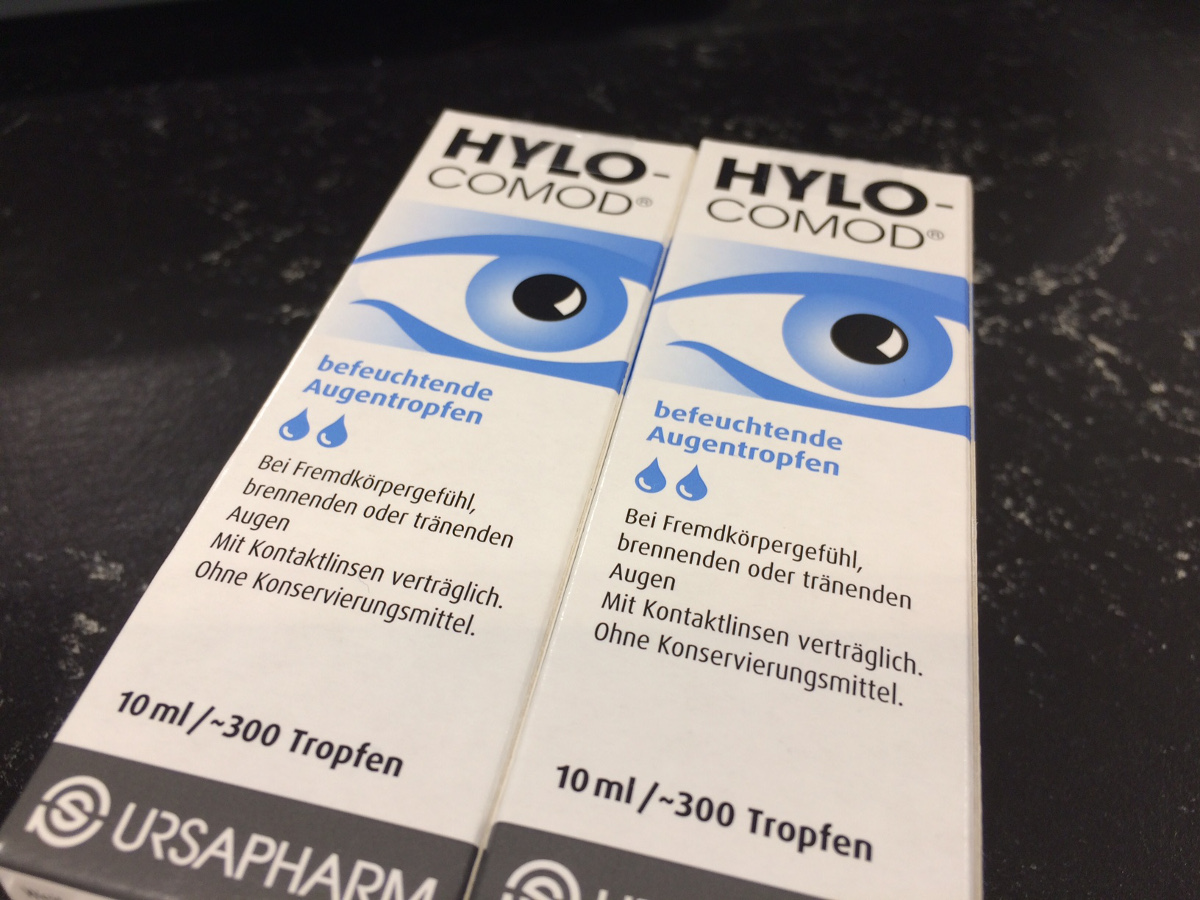 HYLO-
COMOD®
befeuchtende
Augentropfen
Bei Fremdkörpergefühl,
brennenden oder tränenden
Augen
Mit Kontaktlinsen verträglich.
Ohne Konservierungsmittel.
10 ml /~300 Tropfen
URSAPHARM
HYLO-
COMOD®
befeuchtende
Augentropfen
Bei Fremdkörpergefühl,
brennenden oder tränenden
Augen
Mit Kontaktlinsen verträglich.
Ohne Konservierungsmittel.
10 ml /~300 Tropfen